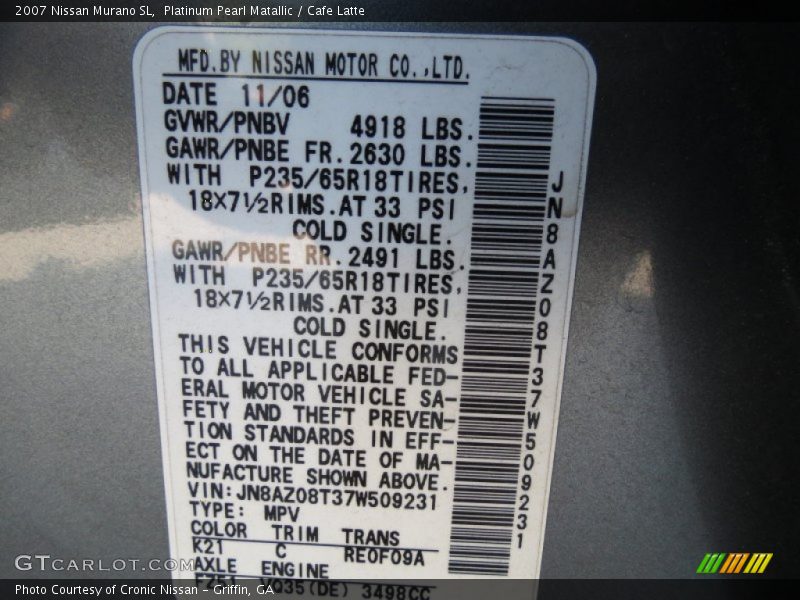 2007 Nissan Murano SL, Platinum Pearl Matallic / Cafe Latte
MFD.BY NISSAN MOTOR CO.,LTD.
DATE 11/06
GVWR/PNBV 4918 LBS.
GAWR/PNBE FR.2630 LBS.
WITH P235/65R18TIRES,
18X7½RIMS.AT 33 PSI
COLD SINGLE.
GAWR/PNBE RR.2491 LBS.
WITH P235/65R18TIRES,
18X7½RIMS.AT 33 PSI
COLD SINGLE.
THIS VEHICLE CONFORMS
TO ALL APPLICABLE FED-
ERAL MOTOR VEHICLE SA-
FETY AND THEFT PREVEN-
TION STANDARDS IN EFF-
ECT ON THE DATE OF MA-
NUFACTURE SHOWN ABOVE.
VIN:JN8AZ08T37W509231
TYPE: MPV
COLOR TRIM TRANS
K21 C RE0F09A
AXLE ENGINE
FZ51 VQ35(DE) 3498CC
JN8AZ08T37W509231
GTCARLOT.COM
Photo Courtesy of Cronic Nissan - Griffin, GA